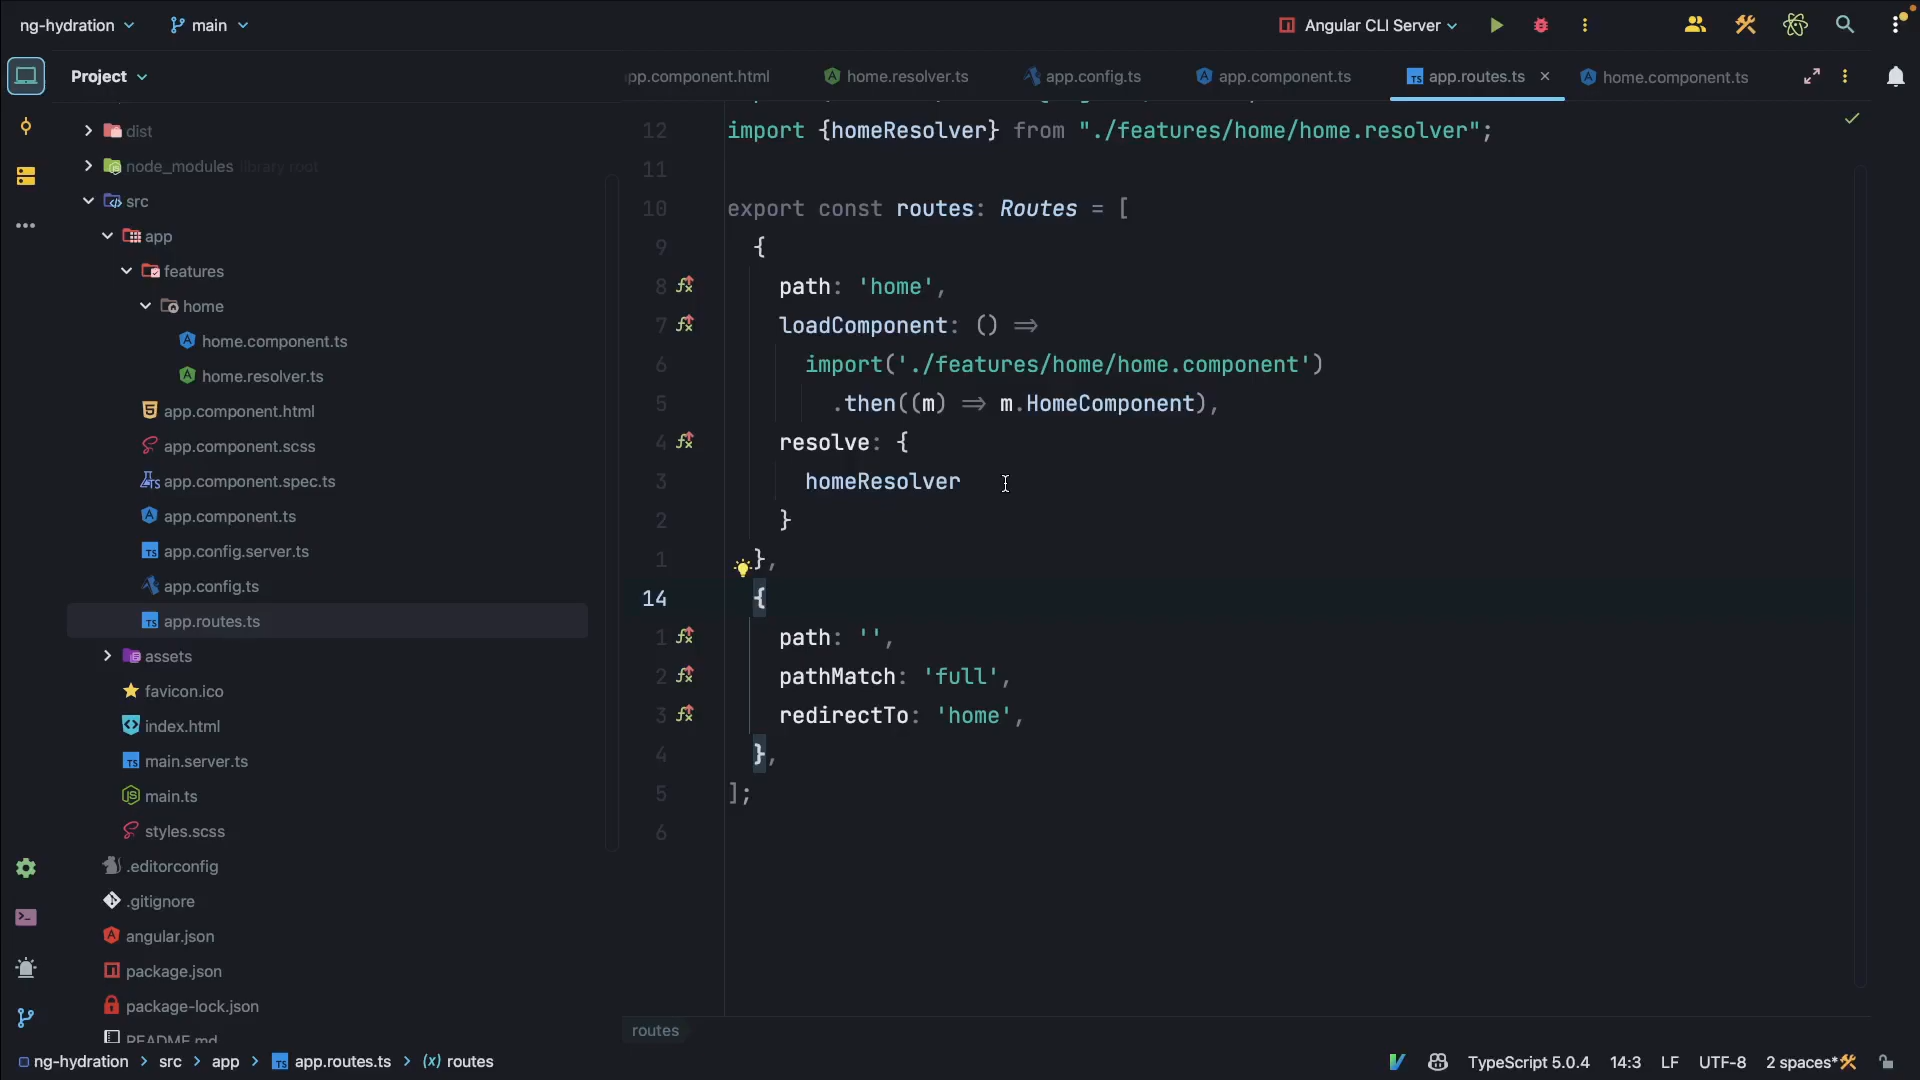 ng-hydration
main
Angular CLI Server
Project
pp.component.html
home.resolver.ts
app.config.ts
app.component.ts
app.routes.ts
home.component.ts
dist
node_modules library root
src
app
features
home
home.component.ts
home.resolver.ts
app.component.html
app.component.scss
app.component.spec.ts
app.component.ts
app.config.server.ts
app.config.ts
app.routes.ts
assets
favicon.ico
index.html
main.server.ts
main.ts
styles.scss
.editorconfig
.gitignore
angular.json
package.json
package-lock.json
README.md
12 import {homeResolver} from "./features/home/home.resolver";
11
10 export const routes: Routes = [
9 {
8 path: 'home',
7 loadComponent: () =>
6 import('./features/home/home.component')
5 .then((m) => m.HomeComponent),
4 resolve: {
3 homeResolver
2 }
1 },
14 {
1 path: '',
2 pathMatch: 'full',
3 redirectTo: 'home',
4 },
5 ];
6
routes
ng-hydration > src > app > app.routes.ts > (x) routes
TypeScript 5.0.4 14:3 LF UTF-8 2 spaces*